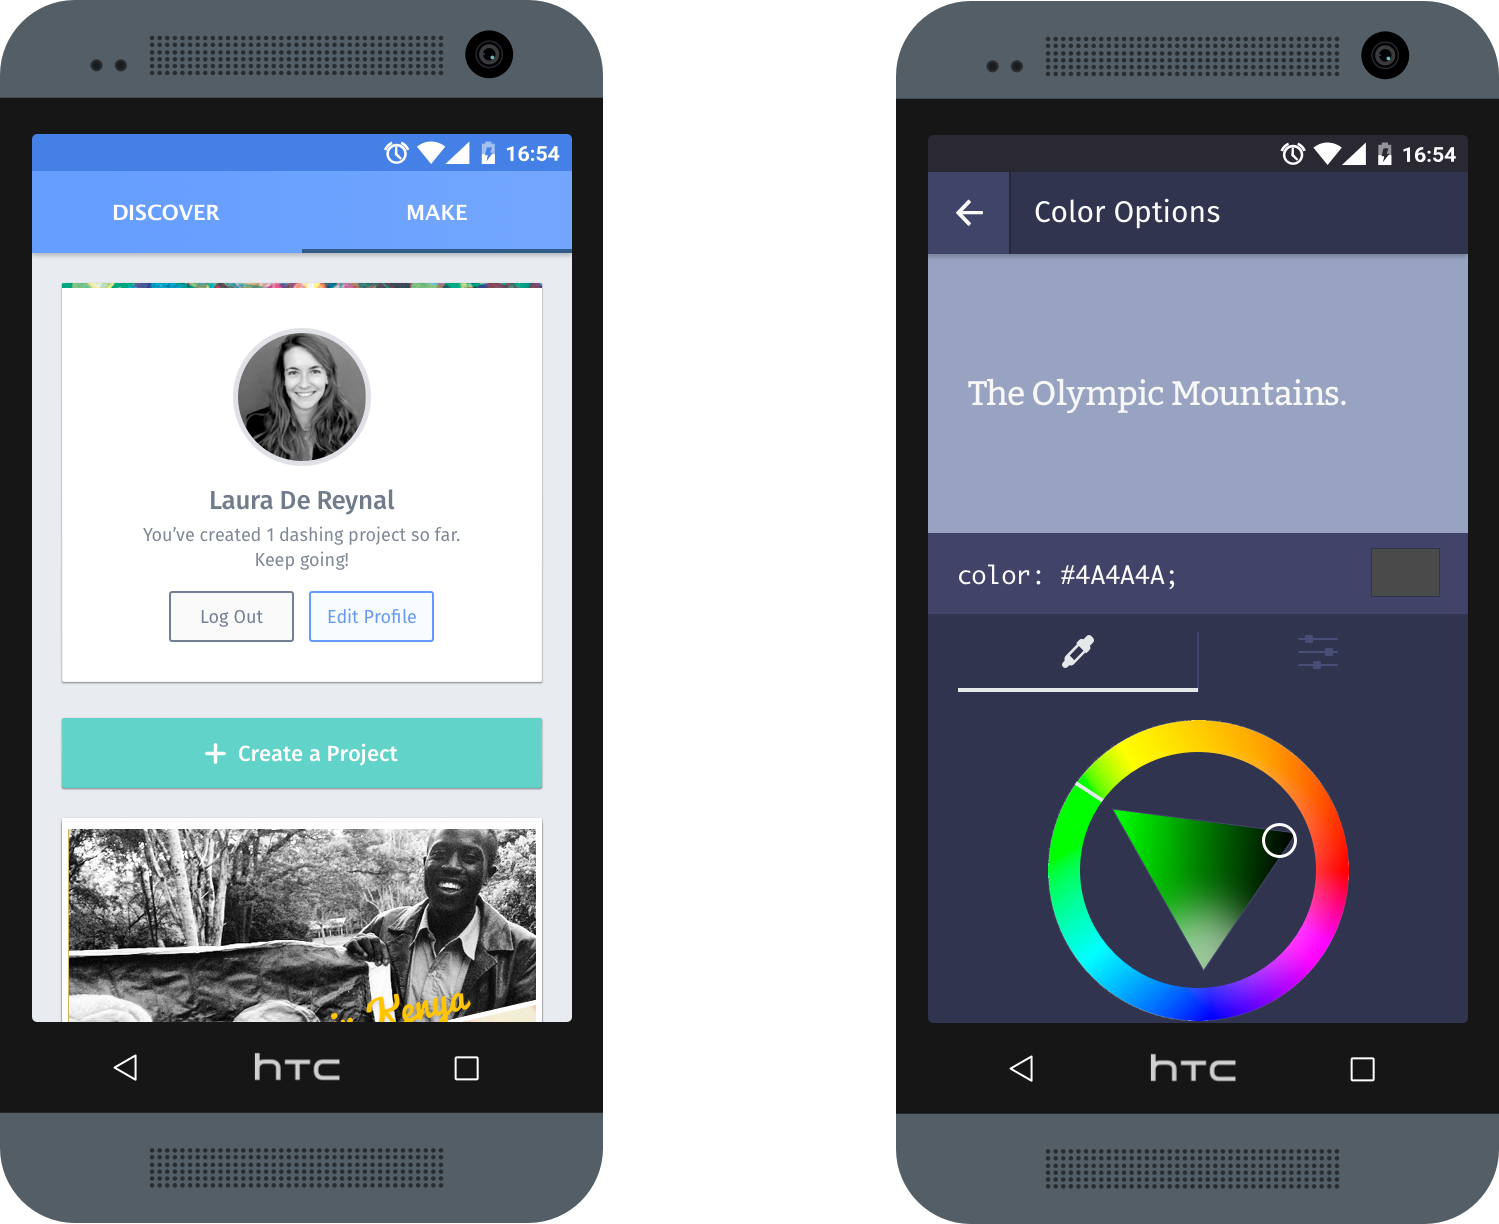 16:54
DISCOVER
MAKE
Laura De Reynal
You've created 1 dashing project so far.
Keep going!
Log Out
Edit Profile
+ Create a Project
in Kenya
hTC
16:54
Color Options
The Olympic Mountains.
color: #4A4A4A;
hTC